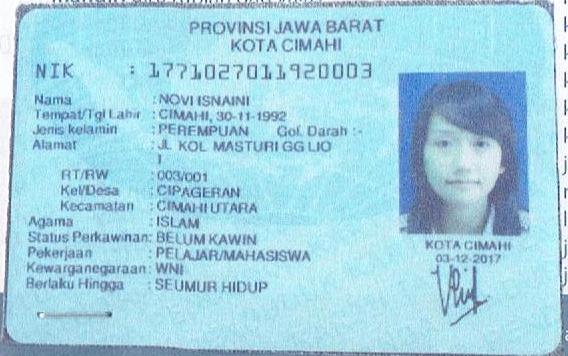 PROVINSI JAWA BARAT
KOTA CIMAHI
NIK : 1771027011920003
Nama : NOVI ISNAINI
Tempat/Tgl Lahir : CIMAHI, 30-11-1992
Jenis kelamin : PEREMPUAN Gol. Darah :-
Alamat : JL KOL MASTURI GG LIO
I
RT/RW : 003/001
Kel/Desa : CIPAGERAN
Kecamatan : CIMAHI UTARA
Agama : ISLAM
Status Perkawinan: BELUM KAWIN
Pekerjaan : PELAJAR/MAHASISWA
Kewarganegaraan: WNI
Berlaku Hingga : SEUMUR HIDUP
KOTA CIMAHI
03-12-2017